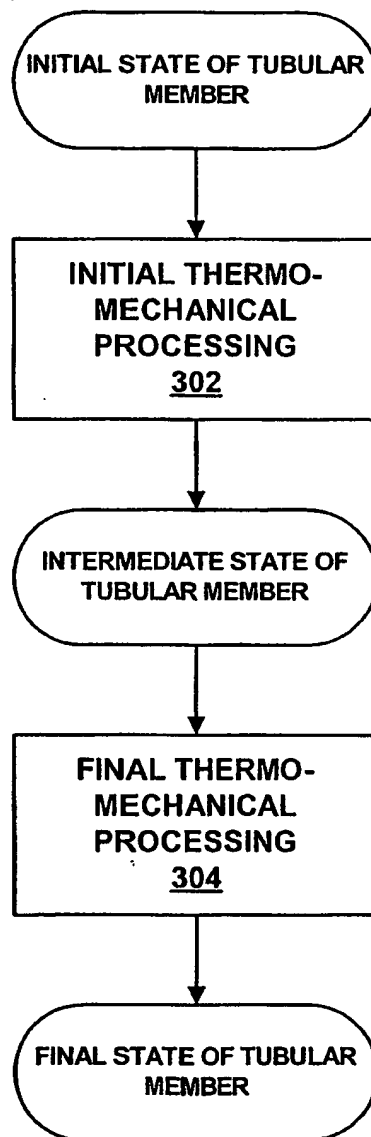 INITIAL STATE OF TUBULAR
MEMBER
INITIAL THERMO-
MECHANICAL
PROCESSING
302
INTERMEDIATE STATE OF
TUBULAR MEMBER
FINAL THERMO-
MECHANICAL
PROCESSING
304
FINAL STATE OF TUBULAR
MEMBER